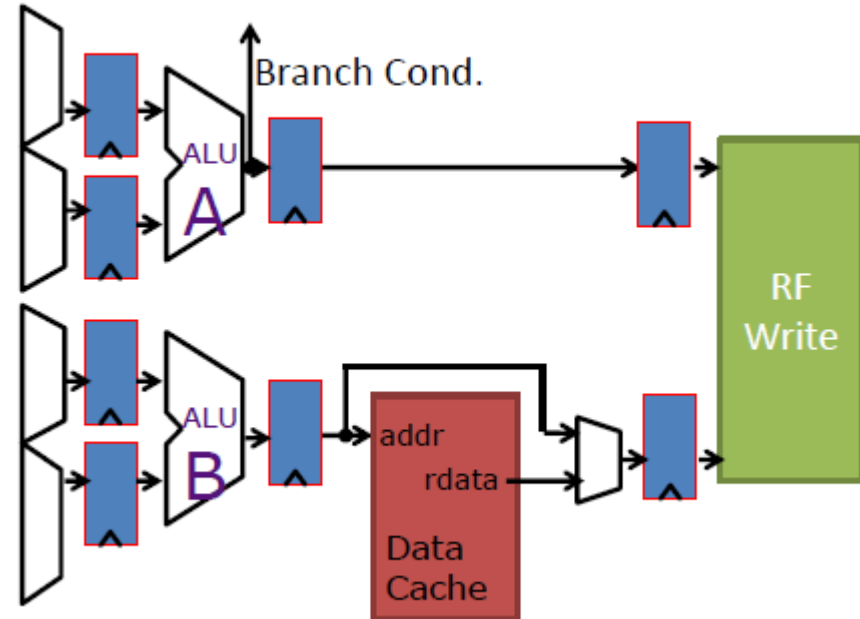 Branch Cond.
ALU
A
RF
Write
ALU
B
addr
rdata
Data
Cache